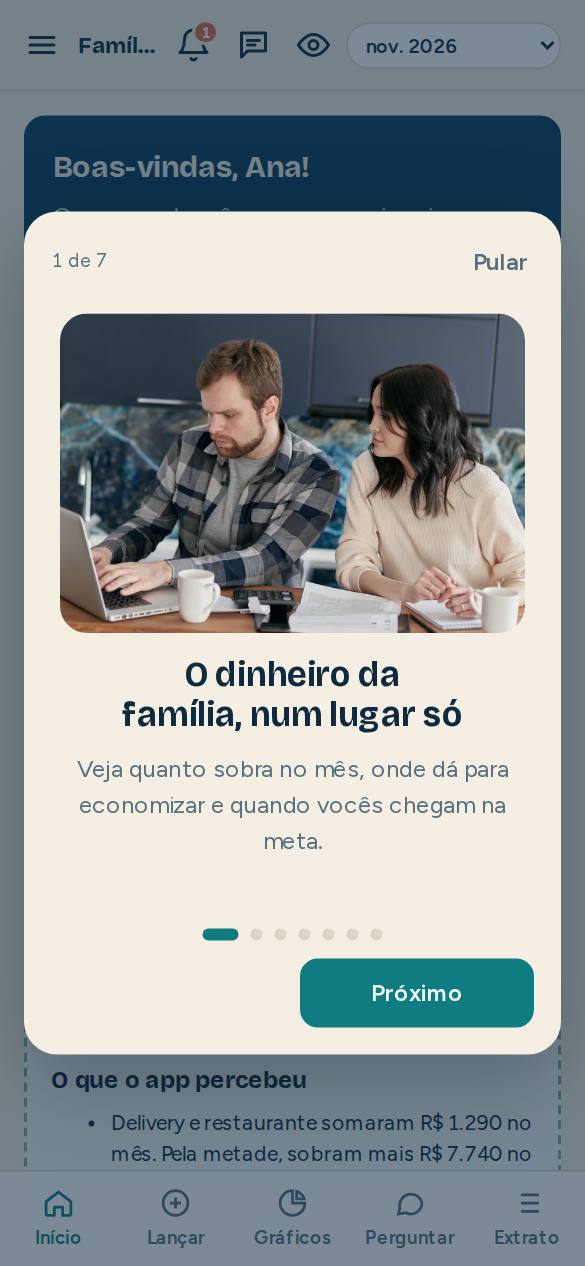 Famíl...
1
nov. 2026
Boas-vindas, Ana!
1 de 7
Pular
O dinheiro da
família, num lugar só
Veja quanto sobra no mês, onde dá para
economizar e quando vocês chegam na
meta.
Próximo
O que o app percebeu
• Delivery e restaurante somaram R$ 1.290 no
mês. Pela metade, sobram mais R$ 7.740 no
Início
Lançar
Gráficos
Perguntar
Extrato